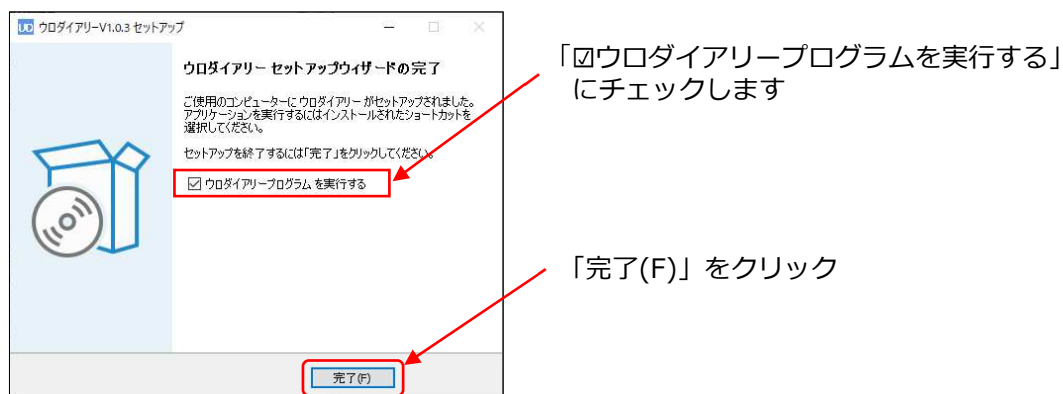 UD ウロダイアリーV1.0.3 セットアップ
ウロダイアリー セットアップウィザードの完了
ご使用のコンピューターに ウロダイアリー がセットアップされました。
アプリケーションを実行するにはインストールされたショートカットを
選択してください。
セットアップを終了するには「完了」をクリックしてください。
☑ ウロダイアリープログラム を実行する
完了(F)
「☑ウロダイアリープログラムを実行する」
にチェックします
「完了(F)」をクリック